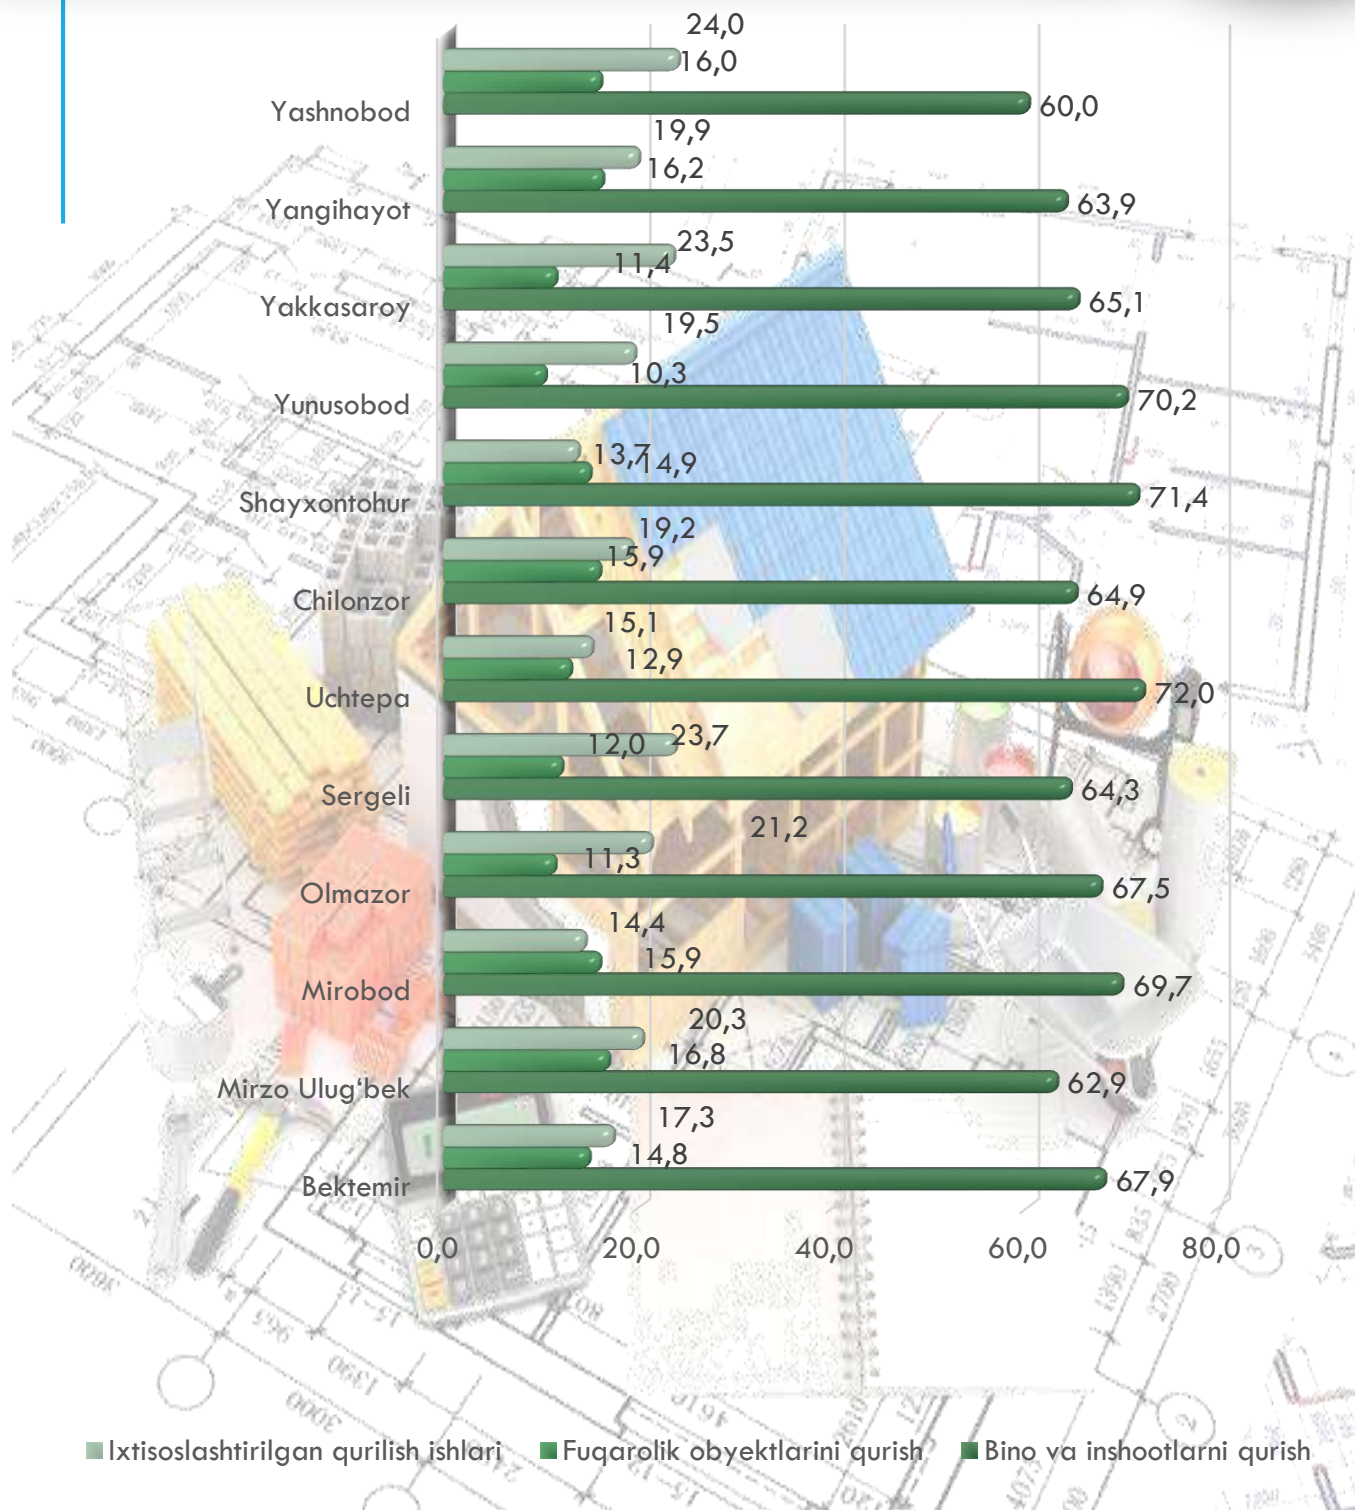 24,0
16,0
Yashnobod 60,0
19,9
16,2
Yangihayot 63,9
23,5
11,4
Yakkasaroy 65,1
19,5
10,3
Yunusobod 70,2
13,7 14,9
Shayxontohur 71,4
19,2
15,9
Chilonzor 64,9
15,1
12,9
Uchtepa 72,0
12,0 23,7
Sergeli 64,3
21,2
11,3
Olmazor 67,5
14,4
15,9
Mirobod 69,7
20,3
16,8
Mirzo Ulug‘bek 62,9
17,3
14,8
Bektemir 67,9
0,0 20,0 40,0 60,0 80,0
3600
965
1390
3000
4610
Ixtisoslashtirilgan qurilish ishlari Fuqarolik obyektlarini qurish Bino va inshootlarni qurish